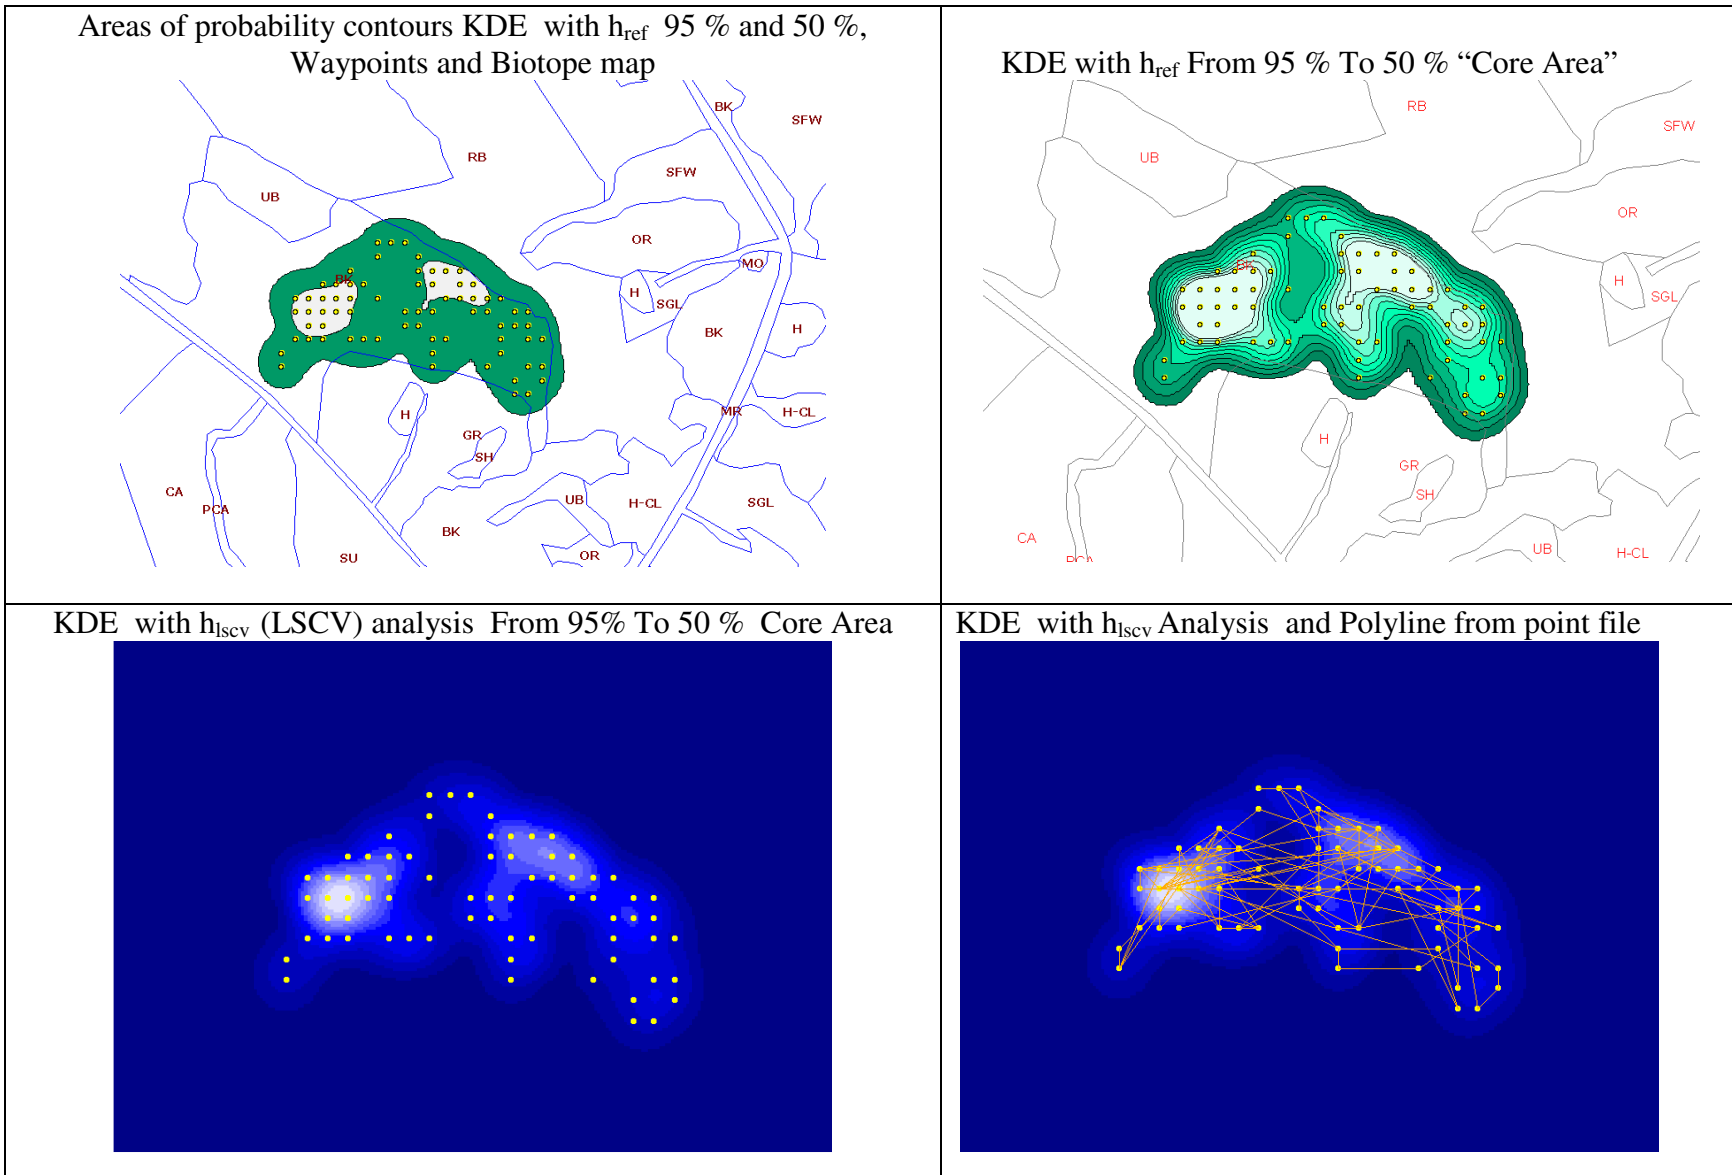 Areas of probability contours KDE with href 95 % and 50 %,
Waypoints and Biotope map
BK
SFW
RB
SFW
UB
OR
MO
BK
H
SGL
BK
H
MR
H-CL
H
GR
SH
CA
PCA
UB
H-CL
SGL
BK
SU
OR
KDE with href From 95 % To 50 % “Core Area”
RB
SFW
UB
OR
BK
H
SGL
H
GR
SH
CA
PCA
UB
H-CL
KDE with hlscv (LSCV) analysis From 95% To 50 % Core Area
KDE with hlscv Analysis and Polyline from point file